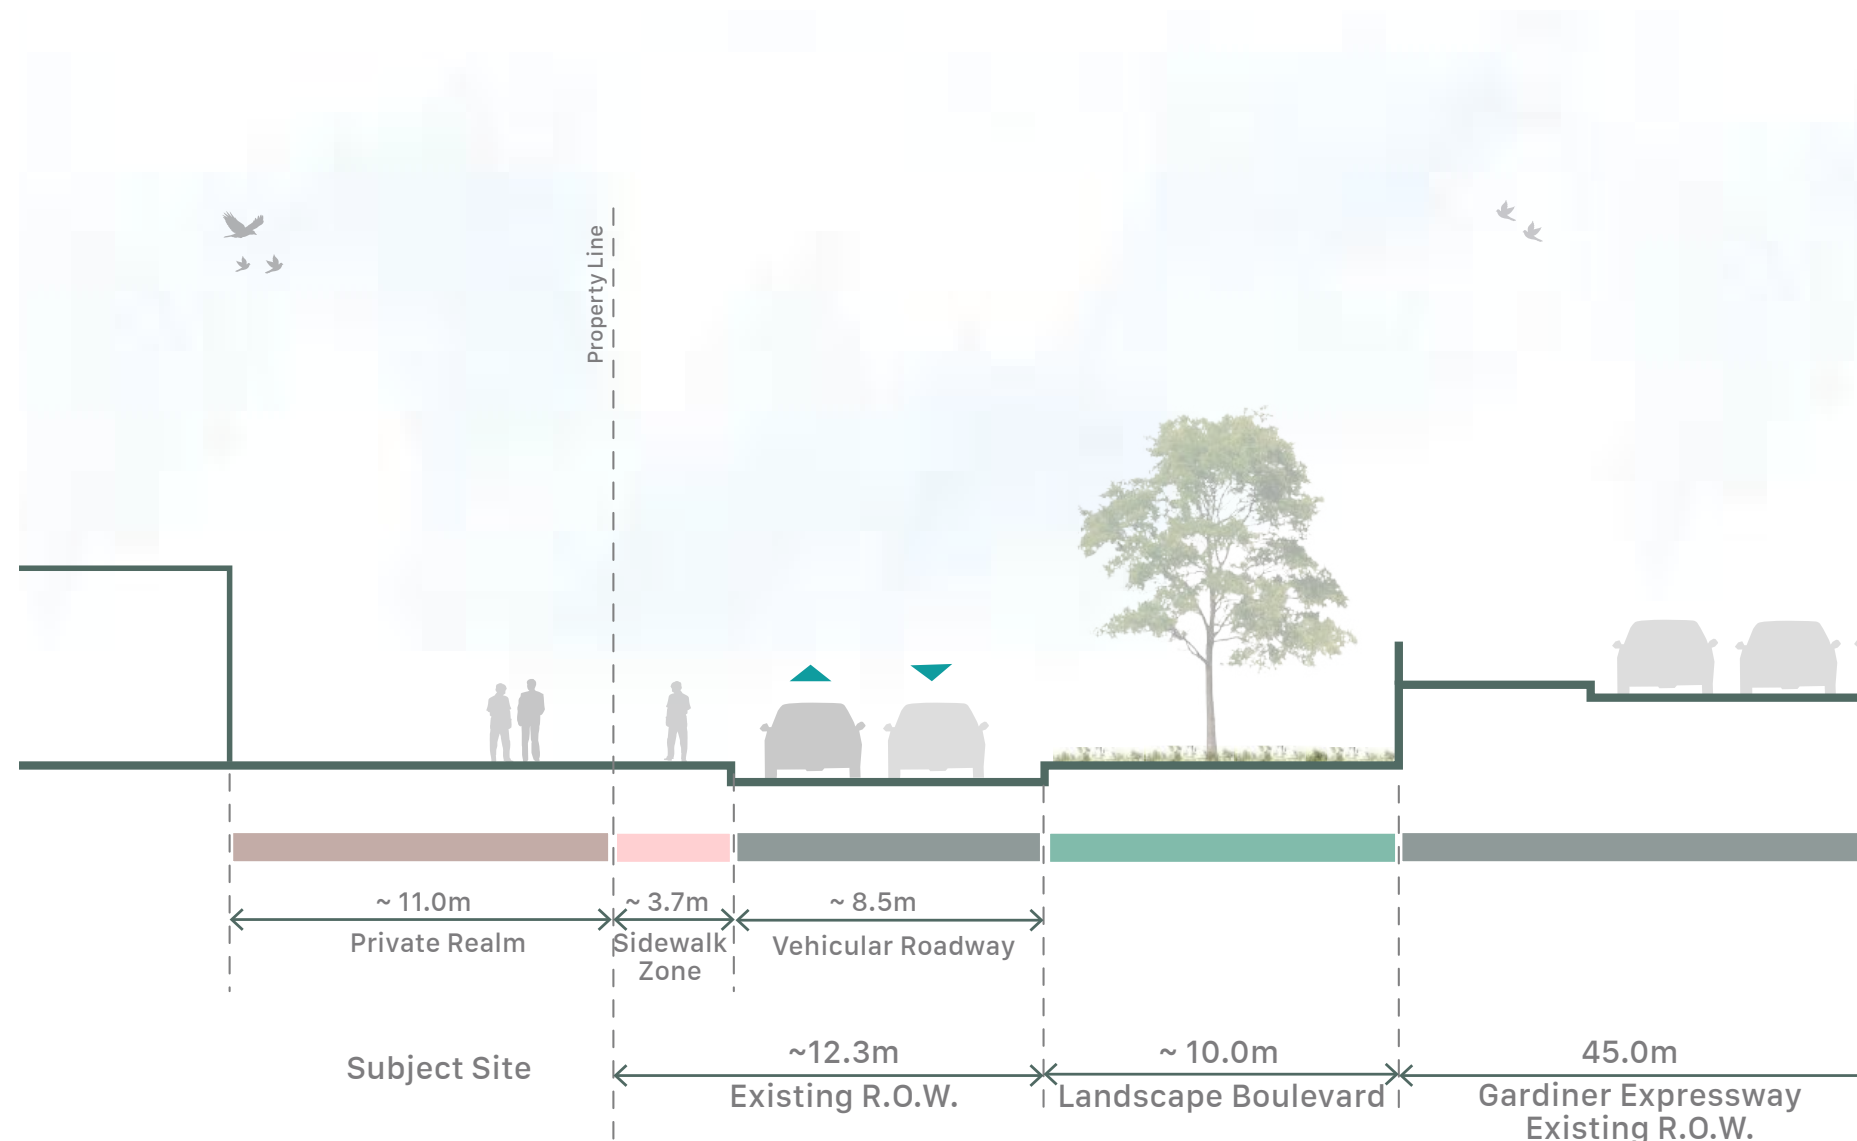 Property Line
~ 11.0m
~ 3.7m
~ 8.5m
Private Realm
Sidewalk
Zone
Vehicular Roadway
Subject Site
~12.3m
Existing R.O.W.
~ 10.0m
Landscape Boulevard
45.0m
Gardiner Expressway
Existing R.O.W.